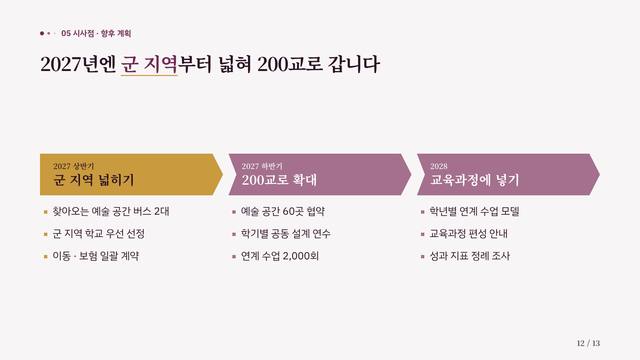 05 시사점 · 향후 계획
2027년엔 군 지역부터 넓혀 200교로 갑니다
2027 상반기
군 지역 넓히기
찾아오는 예술 공간 버스 2대
군 지역 학교 우선 선정
이동 · 보험 일괄 계약
2027 하반기
200교로 확대
예술 공간 60곳 협약
학기별 공동 설계 연수
연계 수업 2,000회
2028
교육과정에 넣기
학년별 연계 수업 모델
교육과정 편성 안내
성과 지표 정례 조사
12 / 13